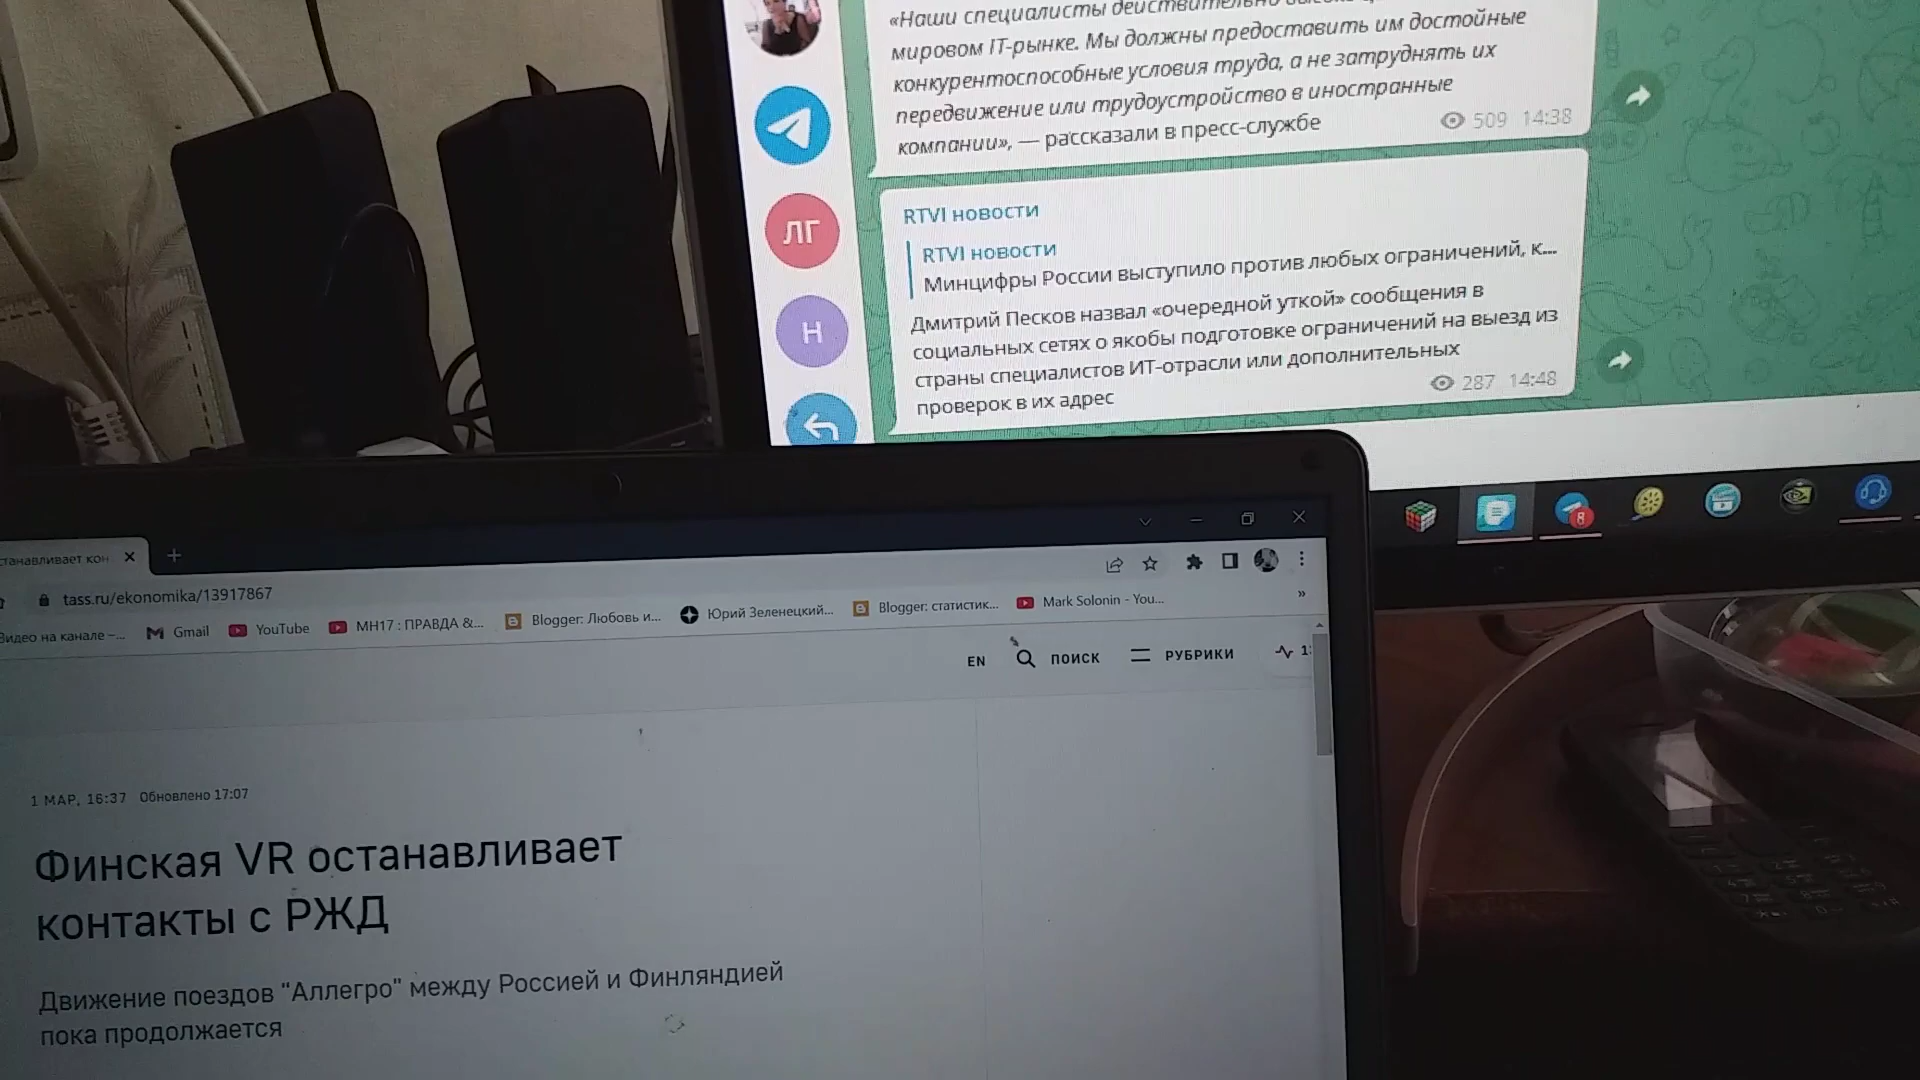 «Наши специалисты действительно
мировом IT-рынке. Мы должны предоставить им достойные
конкурентоспособные условия труда, а не затруднять их
передвижение или трудоустройство в иностранные
компании», — рассказали в пресс-службе
509 14:38
ЛГ
RTVI новости
RTVI новости
Минцифры России выступило против любых ограничений, к...
Н
Дмитрий Песков назвал «очередной уткой» сообщения в
социальных сетях о якобы подготовке ограничений на выезд из
страны специалистов ИТ-отрасли или дополнительных
проверок в их адрес
287 14:48
8
станавливает кон
tass.ru/ekonomika/13917867
Видео на канале –... Gmail YouTube МН17 : ПРАВДА &... Blogger: Любовь и... Юрий Зеленецкий... Blogger: статистик... Mark Solonin - You... »
EN ПОИСК РУБРИКИ
1 МАР, 16:37 Обновлено 17:07
Финская VR останавливает
контакты с РЖД
Движение поездов "Аллегро" между Россией и Финляндией
пока продолжается